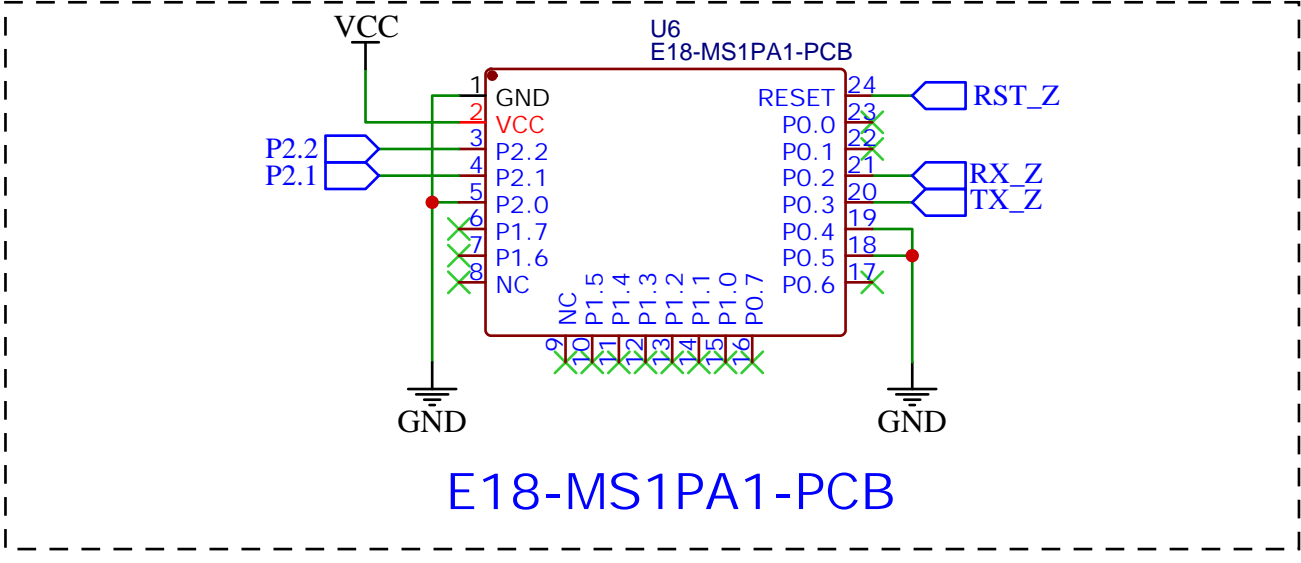 VCC
U6
E18-MS1PA1-PCB
1 GND
2 VCC
P2.2 3 P2.2
P2.1 4 P2.1
5 P2.0
6 P1.7
7 P1.6
8 NC
RESET 24 RST_Z
P0.0 23
P0.1 22
P0.2 21 RX_Z
P0.3 20 TX_Z
P0.4 19
P0.5 18
P0.6 17
NC P1.5 P1.4 P1.3 P1.2 P1.1 P1.0 P0.7
9 10 11 12 13 14 15 16
GND
GND
E18-MS1PA1-PCB